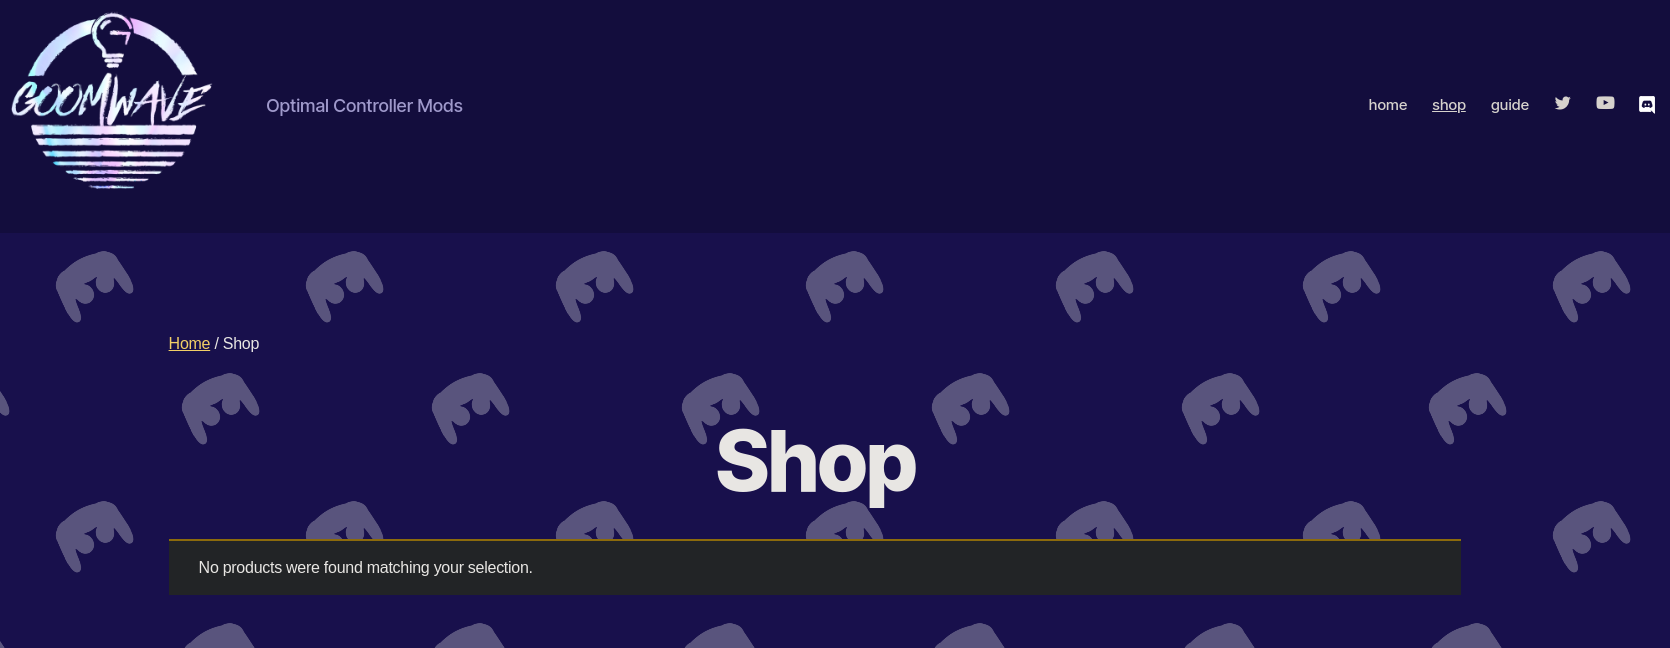 GOOMWAVE
Optimal Controller Mods
home shop guide
Home / Shop
Shop
No products were found matching your selection.